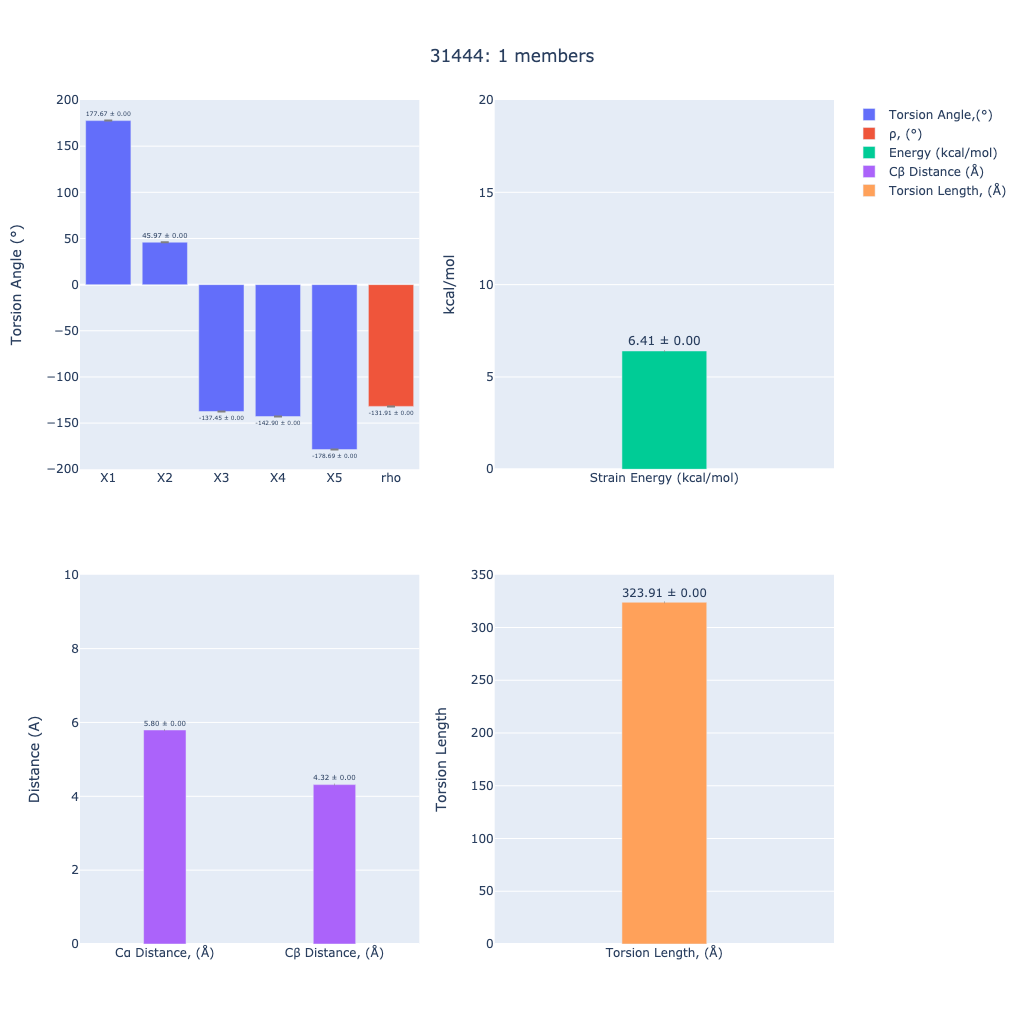 31444: 1 members
200
150
100
50
0
−50
−100
−150
−200
Torsion Angle (°)
177.67 ± 0.00
45.97 ± 0.00
-137.45 ± 0.00
-142.90 ± 0.00
-178.69 ± 0.00
-131.91 ± 0.00
X1
X2
X3
X4
X5
rho
20
15
10
5
0
kcal/mol
6.41 ± 0.00
Strain Energy (kcal/mol)
Torsion Angle,(°)
ρ, (°)
Energy (kcal/mol)
Cβ Distance (Å)
Torsion Length, (Å)
10
8
6
4
2
0
Distance (A)
5.80 ± 0.00
4.32 ± 0.00
Cα Distance, (Å)
Cβ Distance, (Å)
350
300
250
200
150
100
50
0
Torsion Length
323.91 ± 0.00
Torsion Length, (Å)